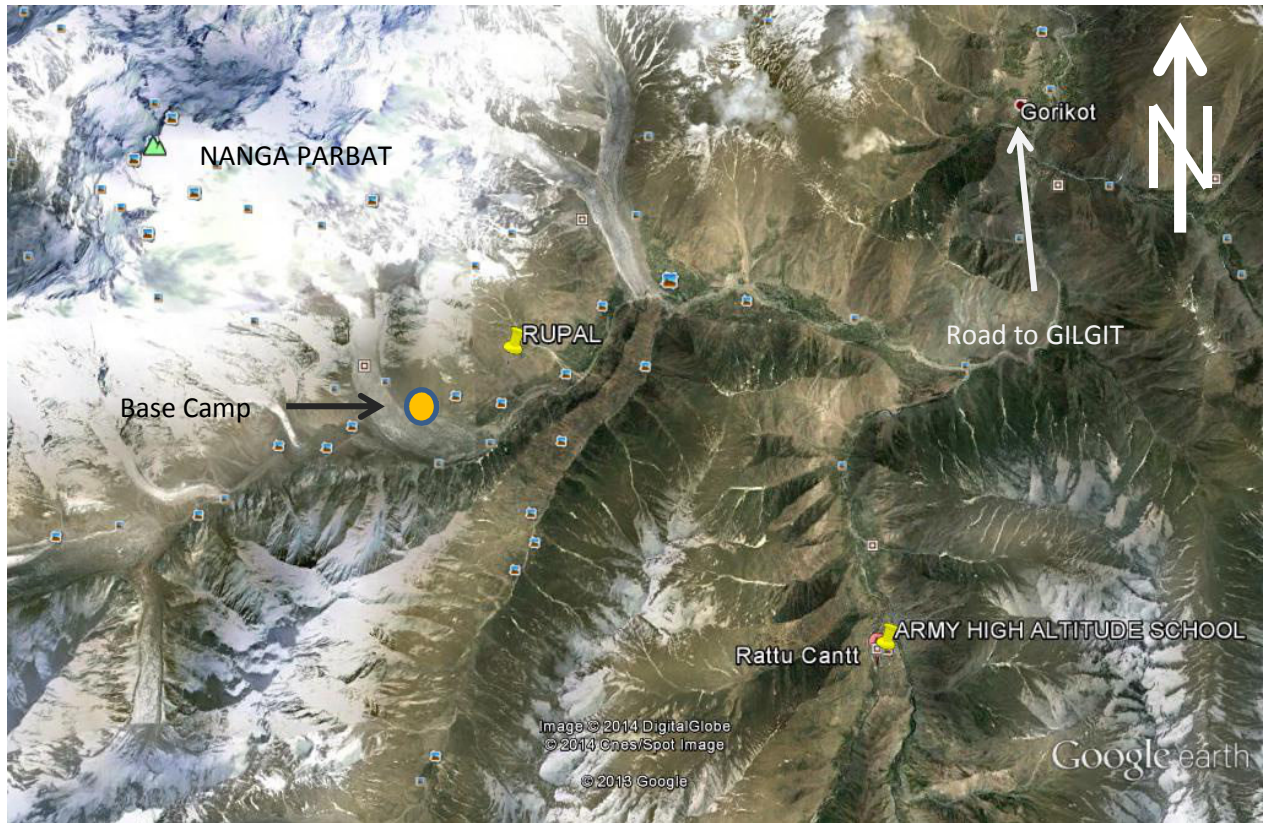 Gorikot
N
NANGA PARBAT
RUPAL
Road to GILGIT
Base Camp
ARMY HIGH ALTITUDE SCHOOL
Rattu Cantt
Image © 2014 DigitalGlobe
© 2014 Cnes/Spot Image
© 2013 Google
Google earth